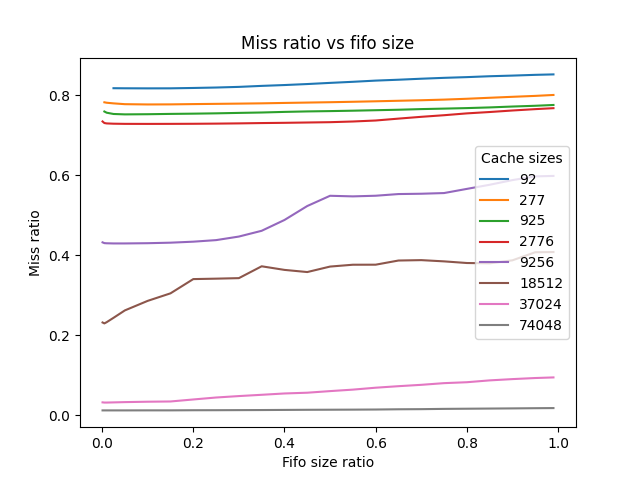 Miss ratio vs fifo size
Miss ratio
0.8
0.6
0.4
0.2
0.0
Cache sizes
92
277
925
2776
9256
18512
37024
74048
0.0 0.2 0.4 0.6 0.8 1.0
Fifo size ratio